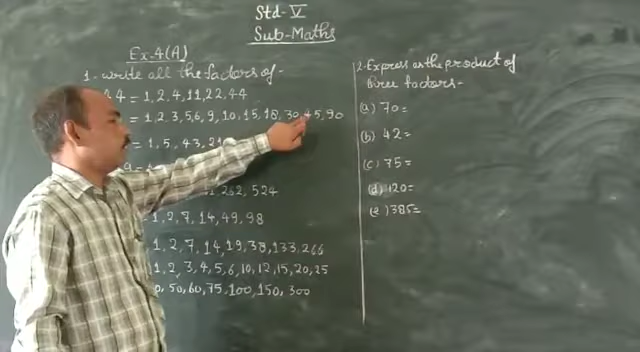 Std-V
Sub-Maths
Ex-4(A)
1-write all the factors of-
44 = 1,2,4,11,22,44
= 1,2,3,5,6,9,10,15,18,30,45,90
= 1,5,43,21
262, 524
= 1,2,7,14,49,98
1,2,7,14,19,38,133,266
1,2,3,4,5,6,10,12,15,20,25
50,60,75,100,150,300
2-Express as the product of
three factors-
(a) 70=
(b) 42=
(c) 75=
(d) 120=
(e) 385=